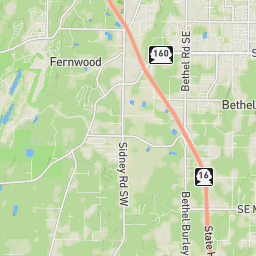 160
Bethel Rd SE
Fernwood
Bethel
Sidney Rd SW
16
Bethel Burley
SE M
State H